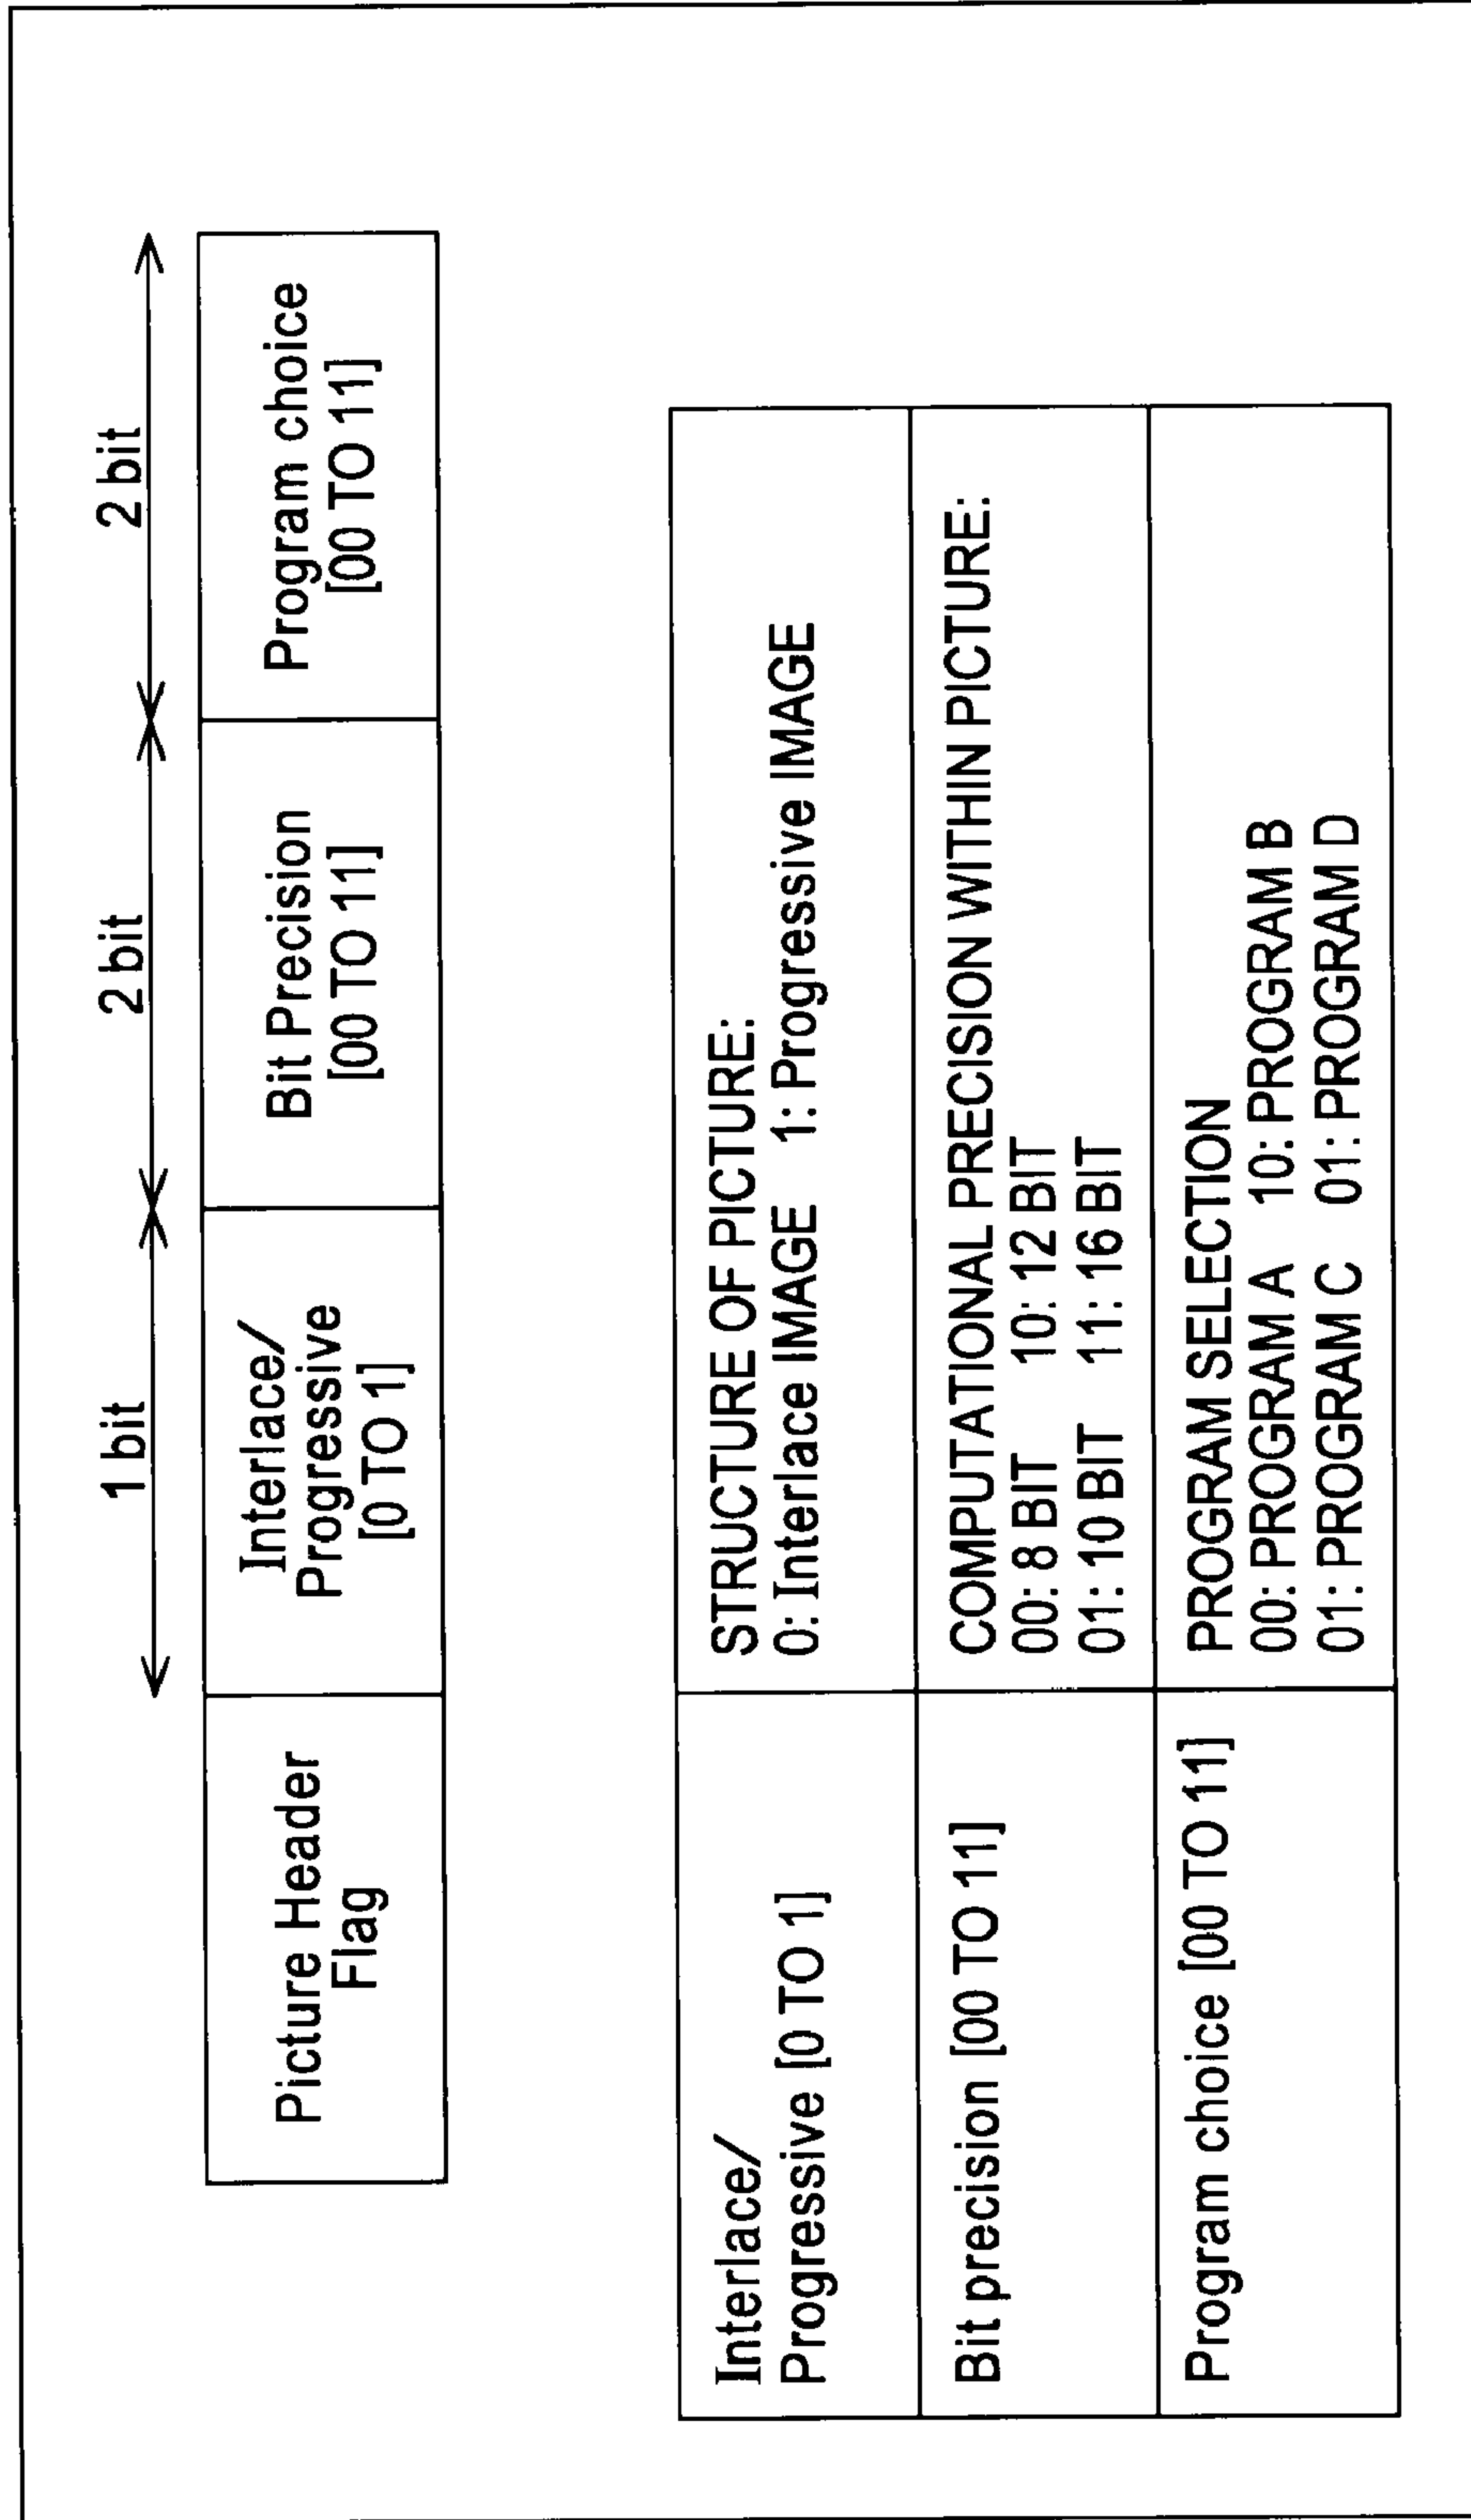 1 bit
2 bit
2 bit
Picture Header
Flag
Interlace/
Progressive
[0 TO 1]
Bit Precision
[00 TO 11]
Program choice
[00 TO 11]
Interlace/
Progressive [0 TO 1]
STRUCTURE OF PICTURE:
0: Interlace IMAGE 1: Progressive IMAGE
Bit precision [00 TO 11]
COMPUTATIONAL PRECISION WITHIN PICTURE:
00: 8 BIT 10: 12 BIT
01: 10 BIT 11: 16 BIT
Program choice [00 TO 11]
PROGRAM SELECTION
00: PROGRAM A 10: PROGRAM B
01: PROGRAM C 01: PROGRAM D